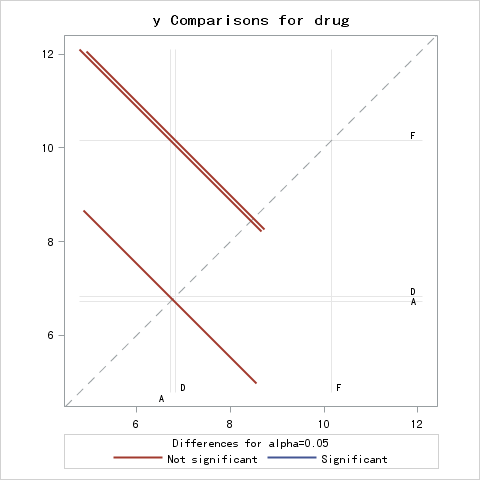 y Comparisons for drug
12
F
10
8
D
A
6
D
F
A
6 8 10 12
Differences for alpha=0.05
Not significant Significant